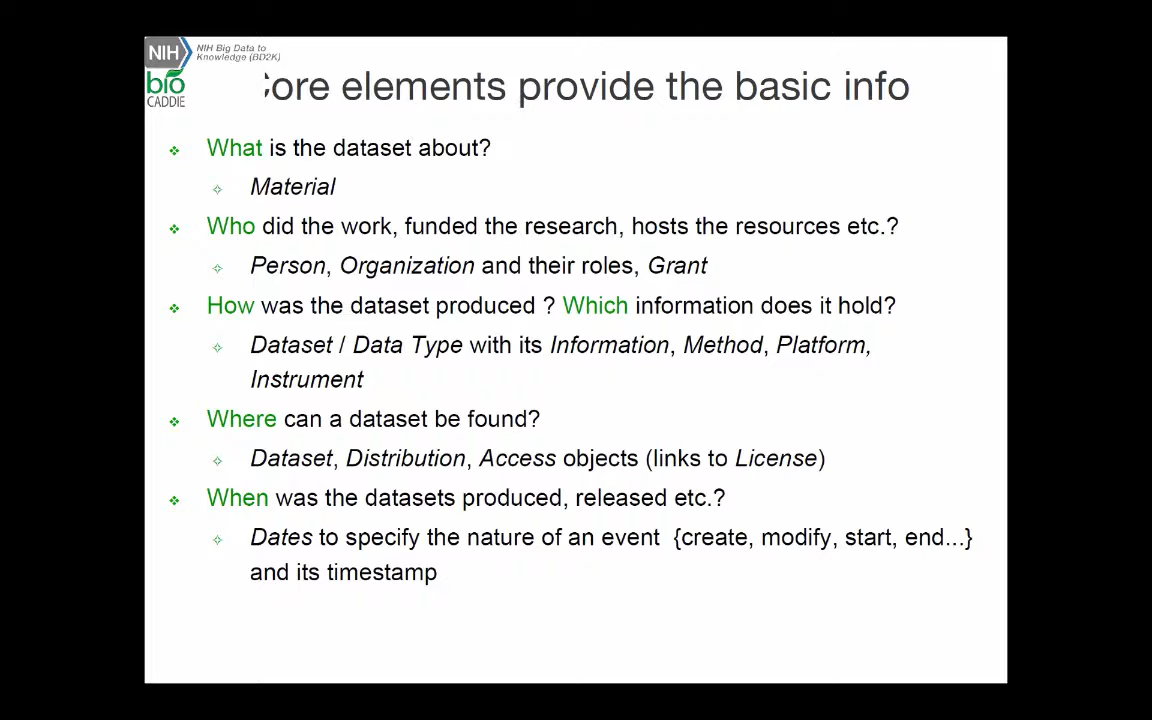 NIH
NIH Big Data to
Knowledge (BD2K)
bio
CADDIE
ore elements provide the basic info
What is the dataset about?
Material
Who did the work, funded the research, hosts the resources etc.?
Person, Organization and their roles, Grant
How was the dataset produced ? Which information does it hold?
Dataset / Data Type with its Information, Method, Platform,
Instrument
Where can a dataset be found?
Dataset, Distribution, Access objects (links to License)
When was the datasets produced, released etc.?
Dates to specify the nature of an event {create, modify, start, end...}
and its timestamp